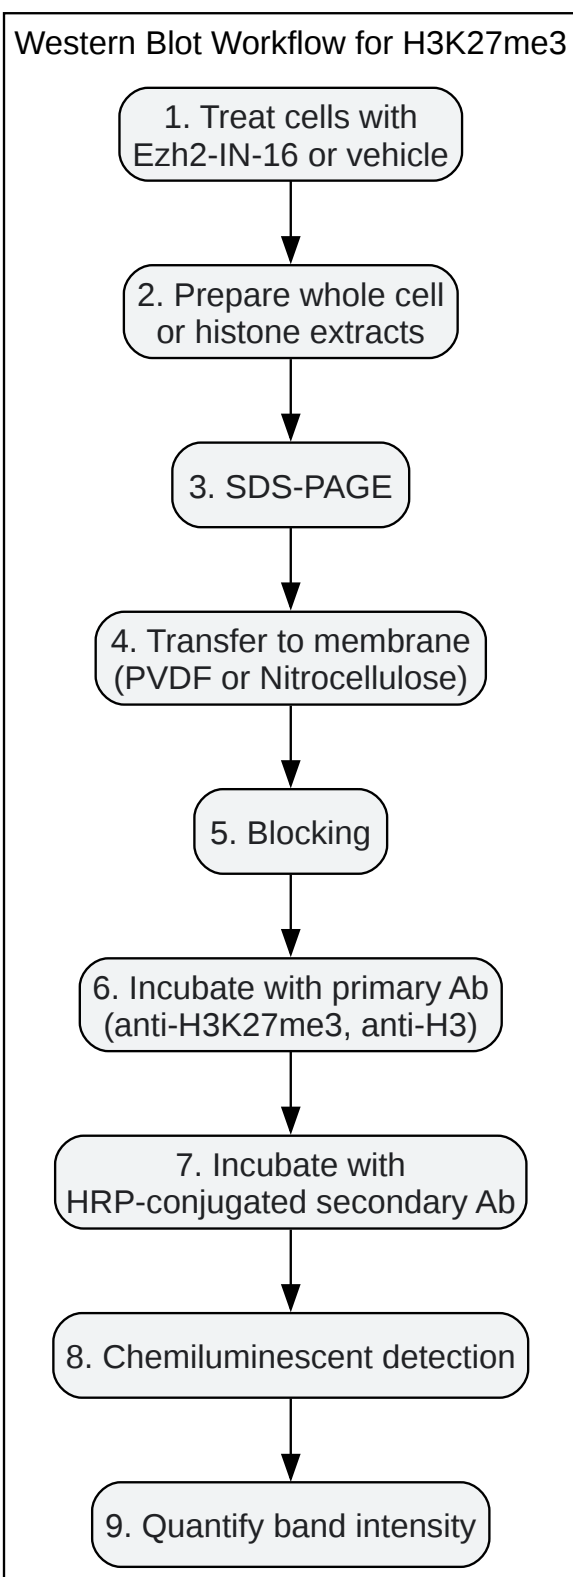 Western Blot Workflow for H3K27me3
1. Treat cells with
Ezh2-IN-16 or vehicle
2. Prepare whole cell
or histone extracts
3. SDS-PAGE
4. Transfer to membrane
(PVDF or Nitrocellulose)
5. Blocking
6. Incubate with primary Ab
(anti-H3K27me3, anti-H3)
7. Incubate with
HRP-conjugated secondary Ab
8. Chemiluminescent detection
9. Quantify band intensity